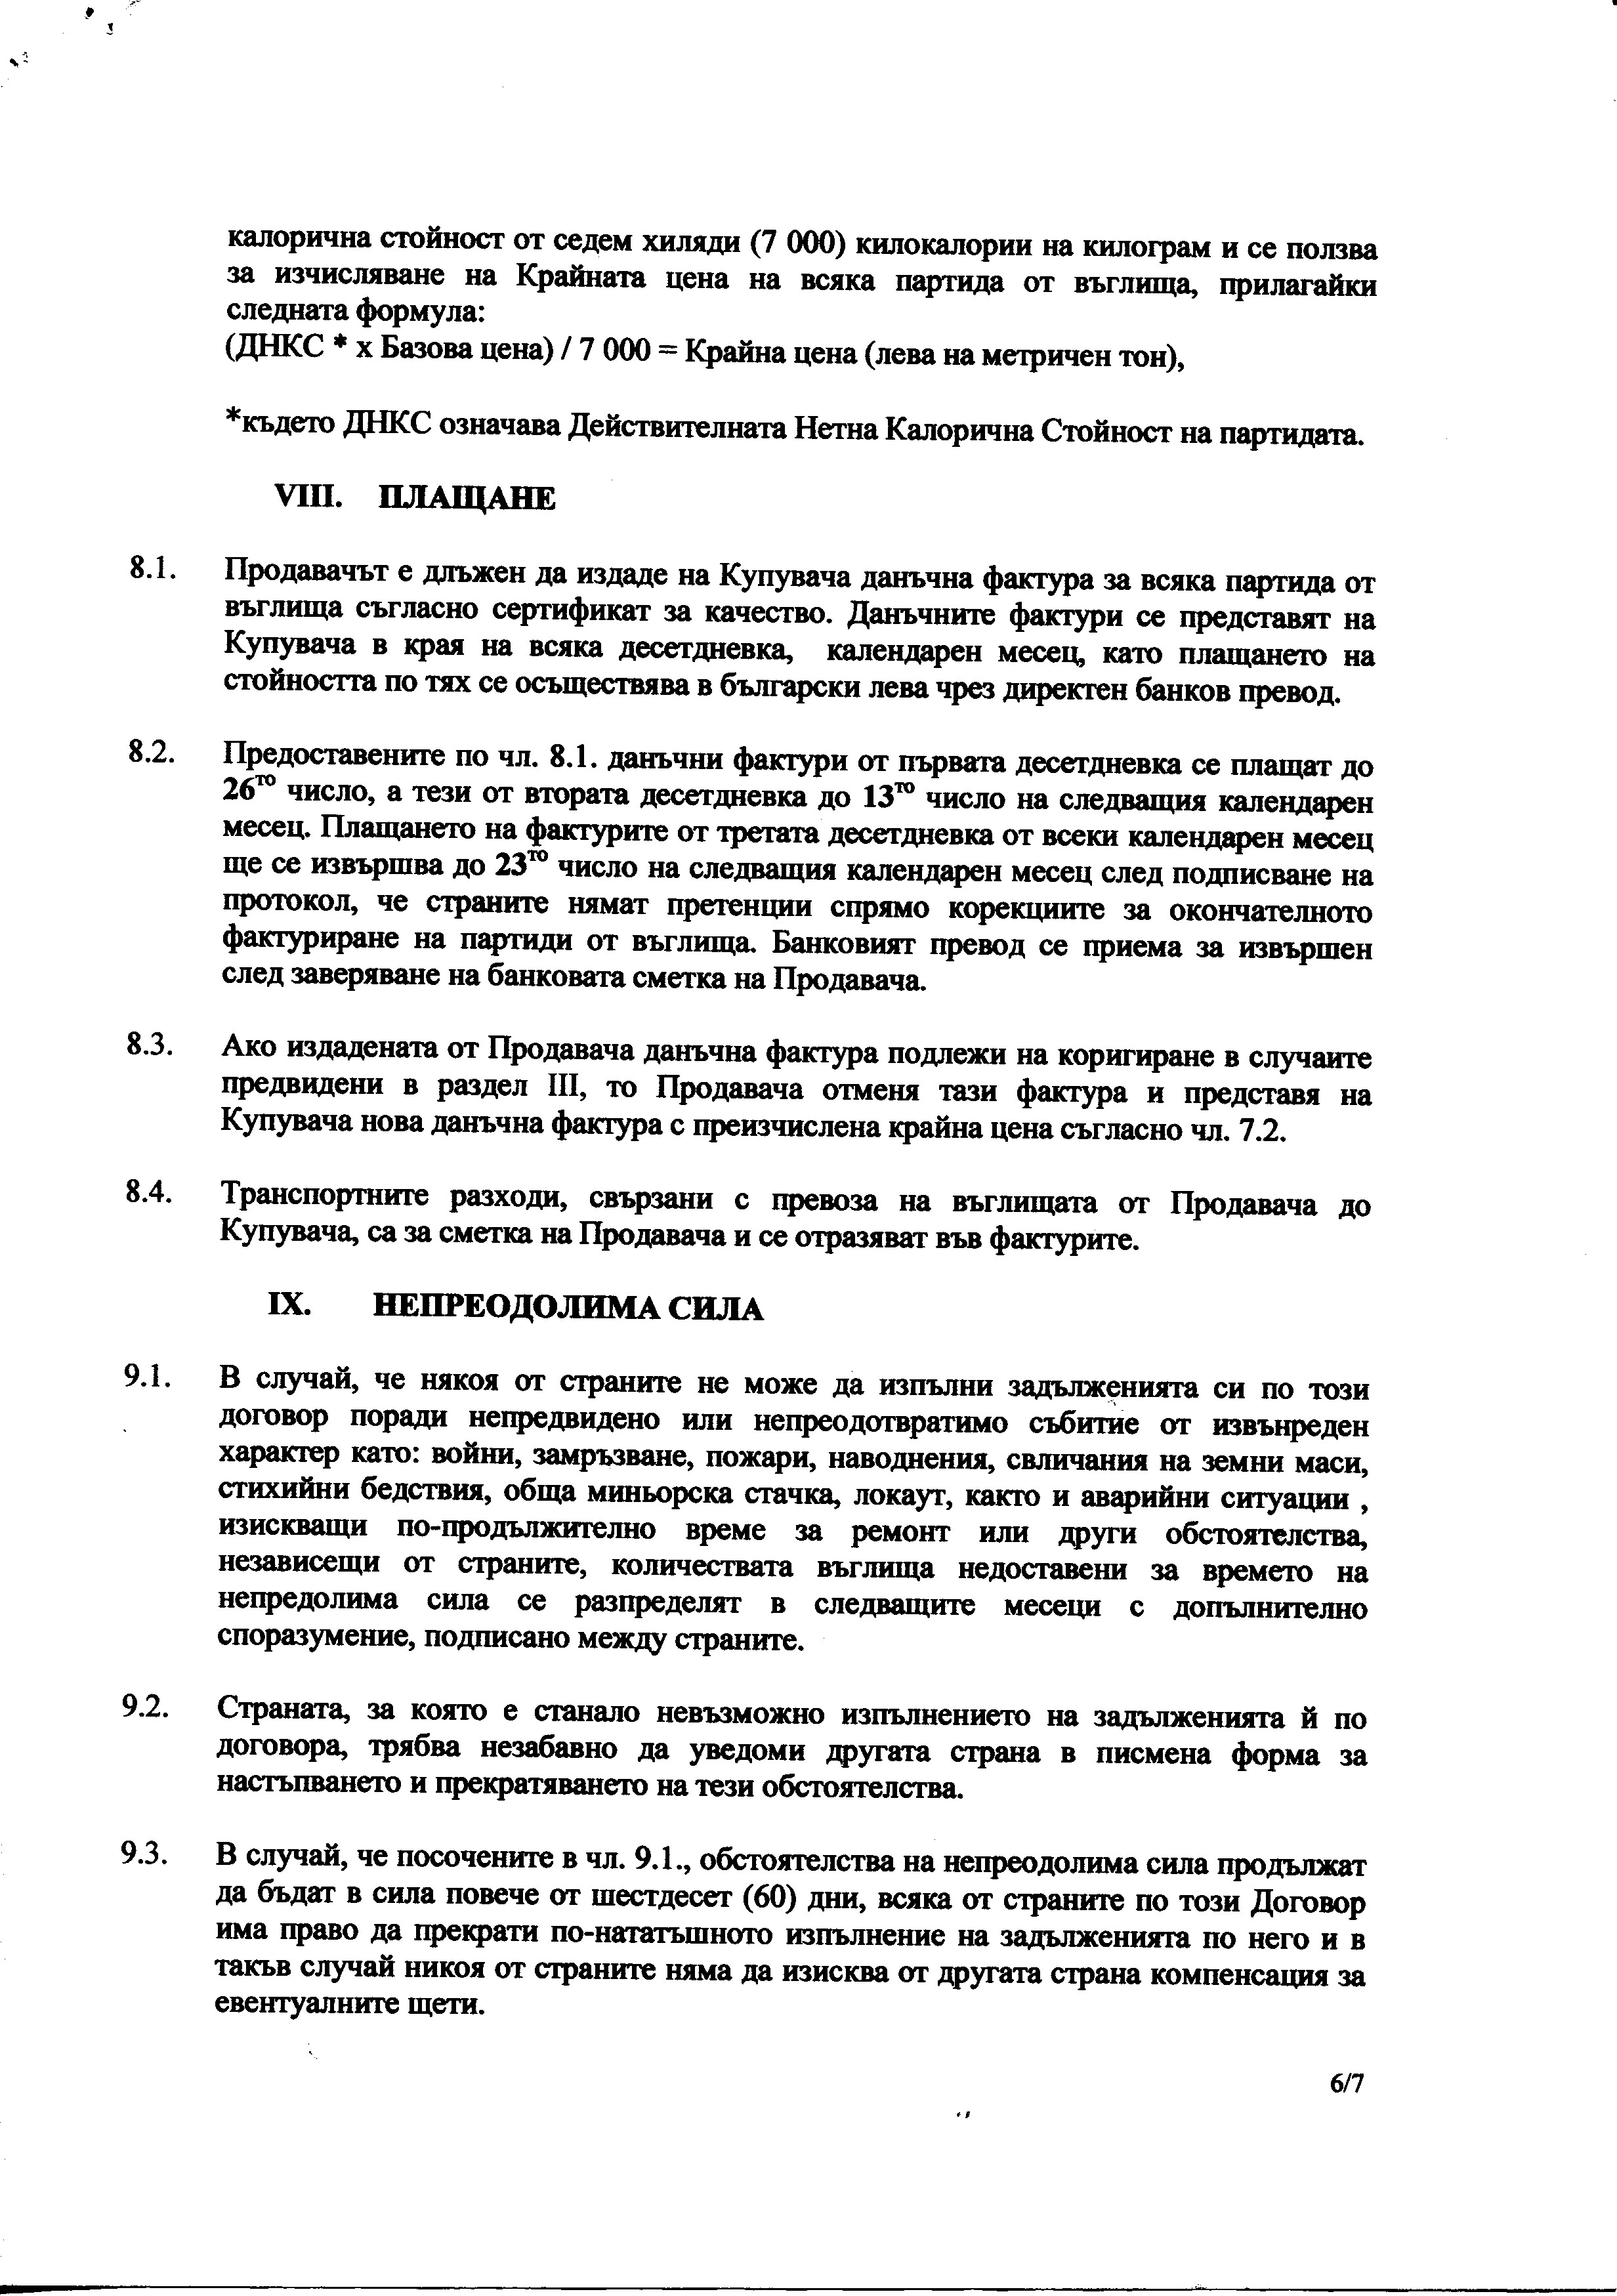 калорична стойност от седем хиляди (7 000) килокалории на килограм и се ползва
за изчисляване на Крайната цена на всяка партида от въглища, прилагайки
следната формула:
(ДНКС * х Базова цена) / 7 000 = Крайна цена (лева на метричен тон),
*където ДНКС означава Действителната Нетна Калорична Стойност на партидата.
VIII. ПЛАЩАНЕ
8.1. Продавачът е длъжен да издаде на Купувача данъчна фактура за всяка партида от
въглища съгласно сертификат за качество. Данъчните фактури се представят на
Купувача в края на всяка десетдневка, календарен месец, като плащането на
стойността по тях се осъществява в български лева чрез директен банков превод.
8.2. Предоставените по чл. 8.1. данъчни фактури от първата десетдневка се плащат до
26то число, а тези от втората десетдневка до 13то число на следващия календарен
месец. Плащането на фактурите от третата десетдневка от всеки календарен месец
ще се извършва до 23то число на следващия календарен месец след подписване на
протокол, че страните нямат претенции спрямо корекциите за окончателното
фактуриране на партиди от въглища. Банковият превод се приема за извършен
след заверяване на банковата сметка на Продавача.
8.3. Ако издадената от Продавача данъчна фактура подлежи на коригиране в случаите
предвидени в раздел III, то Продавача отменя тази фактура и представя на
Купувача нова данъчна фактура с преизчислена крайна цена съгласно чл. 7.2.
8.4. Транспортните разходи, свързани с превоза на въглищата от Продавача до
Купувача, са за сметка на Продавача и се отразяват във фактурите.
IX. НЕПРЕОДОЛИМА СИЛА
9.1. В случай, че някоя от страните не може да изпълни задълженията си по този
договор поради непредвидено или непреодотвратимо събитие от извънреден
характер като: войни, замръзване, пожари, наводнения, свличания на земни маси,
стихийни бедствия, обща миньорска стачка, локаут, както и аварийни ситуации ,
изискващи по-продължително време за ремонт или други обстоятелства,
независещи от страните, количествата въглища недоставени за времето на
непредолима сила се разпределят в следващите месеци с допълнително
споразумение, подписано между страните.
9.2. Страната, за която е станало невъзможно изпълнението на задълженията й по
договора, трябва незабавно да уведоми другата страна в писмена форма за
настъпването и прекратяването на тези обстоятелства.
9.3. В случай, че посочените в чл. 9.1., обстоятелства на непреодолима сила продължат
да бъдат в сила повече от шестдесет (60) дни, всяка от страните по този Договор
има право да прекрати по-нататъшното изпълнение на задълженията по него и в
такъв случай никоя от страните няма да изисква от другата страна компенсация за
евентуалните щети.
6/7